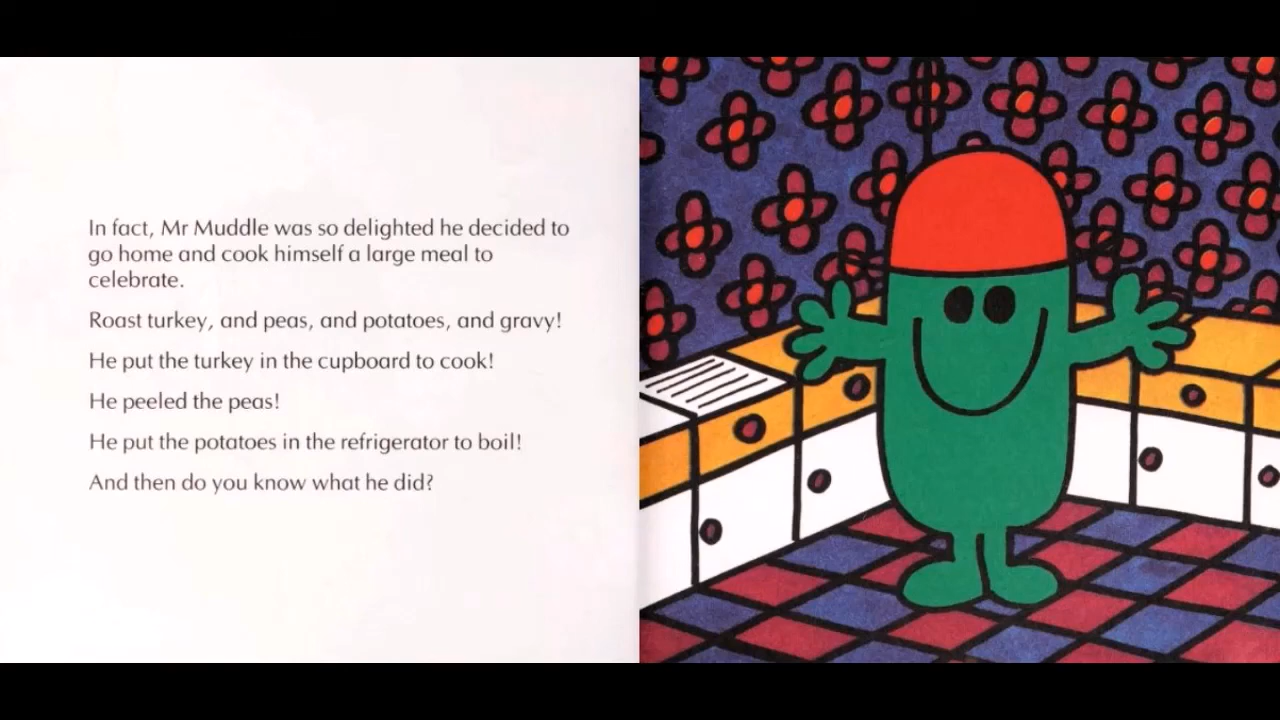 In fact, Mr Muddle was so delighted he decided to
go home and cook himself a large meal to
celebrate.
Roast turkey, and peas, and potatoes, and gravy!
He put the turkey in the cupboard to cook!
He peeled the peas!
He put the potatoes in the refrigerator to boil!
And then do you know what he did?